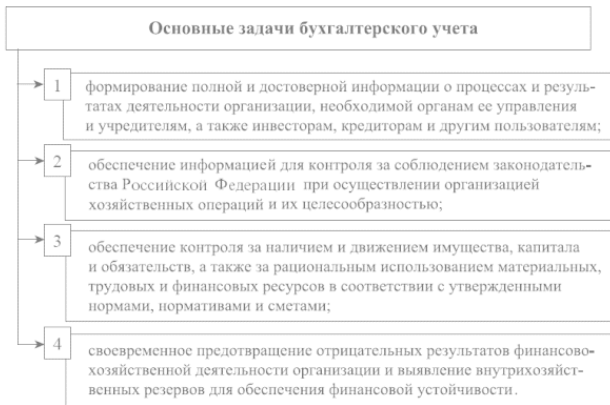 Основные задачи бухгалтерского учета
1 формирование полной и достоверной информации о процессах и резуль-
татах деятельности организации, необходимой органам ее управления
и учредителям, а также инвесторам, кредиторам и другим пользователям;
2 обеспечение информацией для контроля за соблюдением законодатель-
ства Российской Федерации при осуществлении организацией
хозяйственных операций и их целесообразностью;
3 обеспечение контроля за наличием и движением имущества, капитала
и обязательств, а также за рациональным использованием материальных,
трудовых и финансовых ресурсов в соответствии с утвержденными
нормами, нормативами и сметами;
4 своевременное предотвращение отрицательных результатов финансово-
хозяйственной деятельности организации и выявление внутрихозяйст-
венных резервов для обеспечения финансовой устойчивости.